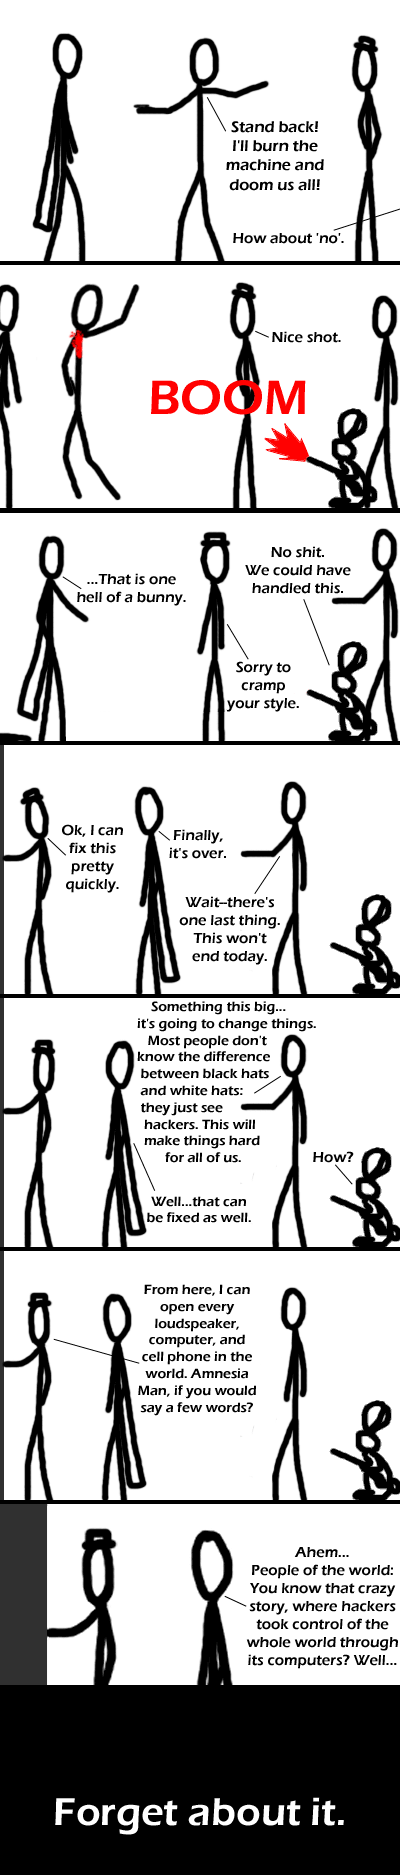 Stand back!
I'll burn the
machine and
doom us all!
How about 'no'.
Nice shot.
BOOM
...That is one
hell of a bunny.
No shit.
We could have
handled this.
Sorry to
cramp
your style.
Ok, I can
fix this
pretty
quickly.
Finally,
it's over.
Wait--there's
one last thing.
This won't
end today.
Something this big...
it's going to change things.
Most people don't
know the difference
between black hats
and white hats:
they just see
hackers. This will
make things hard
for all of us.
How?
Well...that can
be fixed as well.
From here, I can
open every
loudspeaker,
computer, and
cell phone in the
world. Amnesia
Man, if you would
say a few words?
Ahem...
People of the world:
You know that crazy
story, where hackers
took control of the
whole world through
its computers? Well...
Forget about it.